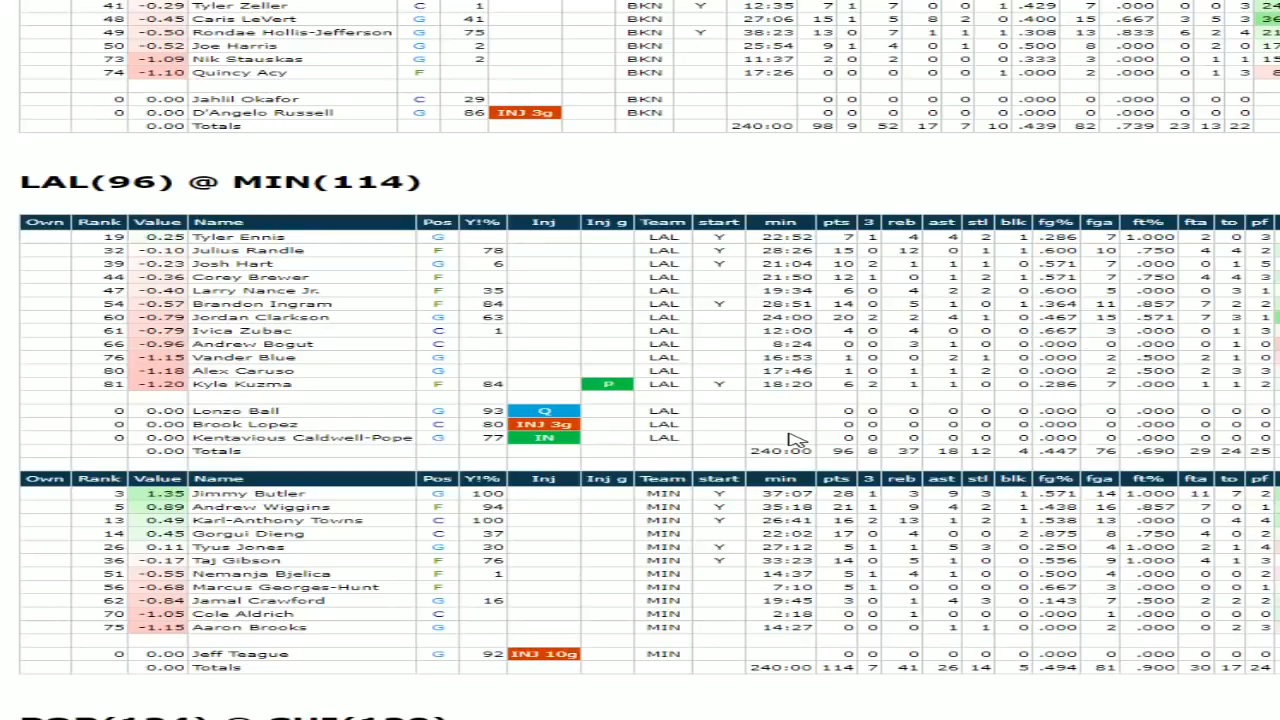 41 -0.29 Tyler Zeller C 1 BKN Y 12:35 7 1 7 0 0 1 .429 7 .000 0 0 3 24
48 -0.45 Caris LeVert G 41 BKN 27:06 15 1 5 8 2 0 .400 15 .667 3 5 3 36
49 -0.50 Rondae Hollis-Jefferson G 75 BKN Y 38:23 13 0 7 1 1 1 .308 13 .833 6 2 4 21
50 -0.52 Joe Harris G 2 BKN 25:54 9 1 4 0 1 0 .500 8 .000 0 2 0 17
73 -1.09 Nik Stauskas G 2 BKN 11:37 2 0 2 0 0 0 .333 3 .000 0 1 1 15
74 -1.10 Quincy Acy F BKN 17:26 0 0 0 0 0 1 .000 2 .000 0 1 3 8
0 0.00 Jahlil Okafor C 29 BKN 0 0 0 0 0 0 .000 0 .000 0 0 0
0 0.00 D'Angelo Russell G 86 INJ 3g BKN 0 0 0 0 0 0 .000 0 .000 0 0 0
0.00 Totals 240:00 98 9 52 17 7 10 .439 82 .739 23 13 22
LAL(96) @ MIN(114)
Own Rank Value Name Pos Y!% Inj Inj g Team start min pts 3 reb ast stl blk fg% fga ft% fta to pf
19 0.25 Tyler Ennis G LAL Y 22:52 7 1 4 4 2 1 .286 7 1.000 2 0 3
32 -0.10 Julius Randle F 78 LAL Y 28:26 15 0 12 0 1 1 .600 10 .750 4 4 2
39 -0.23 Josh Hart G 6 LAL Y 21:04 10 2 1 1 1 0 .571 7 .000 0 1 5
44 -0.36 Corey Brewer F LAL 21:50 12 1 0 1 2 1 .571 7 .750 4 4 3
47 -0.40 Larry Nance Jr. F 35 LAL 19:34 6 0 4 2 2 0 .600 5 .000 0 3 1
54 -0.57 Brandon Ingram F 84 LAL Y 28:51 14 0 5 1 0 1 .364 11 .857 7 2 2
60 -0.79 Jordan Clarkson G 63 LAL 24:00 20 2 2 4 1 0 .467 15 .571 7 3 1
61 -0.79 Ivica Zubac C 1 LAL 12:00 4 0 4 0 0 0 .667 3 .000 0 1 3
66 -0.96 Andrew Bogut C LAL 8:24 0 0 3 1 0 0 .000 0 .000 0 0 0
76 -1.15 Vander Blue G LAL 16:53 1 0 0 2 1 0 .000 2 .500 2 1 0
80 -1.18 Alex Caruso G LAL 17:46 1 0 0 2 1 0 .000 2 .500 2 3 3
81 -1.20 Kyle Kuzma F 84 P LAL Y 18:20 6 2 1 1 0 0 .286 7 .000 1 1 2
0 0.00 Lonzo Ball G 93 Q LAL 0 0 0 0 0 0 .000 0 .000 0 0 0
0 0.00 Brook Lopez C 80 INJ 3g LAL 0 0 0 0 0 0 .000 0 .000 0 0 0
0 0.00 Kentavious Caldwell-Pope G 77 IN LAL 0 0 0 0 0 0 .000 0 .000 0 0 0
0.00 Totals 240:00 96 8 37 18 12 4 .447 76 .690 29 24 25
Own Rank Value Name Pos Y!% Inj Inj g Team start min pts 3 reb ast stl blk fg% fga ft% fta to pf
3 1.35 Jimmy Butler G 100 MIN Y 37:07 28 1 3 9 3 1 .571 14 1.000 11 7 2
5 0.89 Andrew Wiggins F 94 MIN Y 35:18 21 1 9 4 2 1 .438 16 .857 7 0 1
13 0.49 Karl-Anthony Towns C 100 MIN Y 26:41 16 2 13 1 2 1 .538 13 .000 0 4 4
14 0.45 Gorgui Dieng C 37 MIN 22:02 17 0 4 0 0 2 .875 8 .750 4 0 2
26 0.11 Tyus Jones G 30 MIN Y 27:12 5 1 1 5 3 0 .250 4 1.000 2 1 4
36 -0.17 Taj Gibson F 76 MIN Y 33:23 14 0 5 1 0 1 .556 9 1.000 4 1 3
51 -0.55 Nemanja Bjelica F 1 MIN 14:37 5 1 4 1 0 0 .500 4 .000 0 0 2
56 -0.68 Marcus Georges-Hunt F MIN 7:10 5 1 1 0 1 0 .667 3 .000 0 0 1
62 -0.84 Jamal Crawford G 16 MIN 19:45 3 0 1 4 3 0 .143 7 .500 2 2 2
70 -1.05 Cole Aldrich C MIN 2:18 0 0 1 0 0 0 .000 1 .000 0 0 2
75 -1.15 Aaron Brooks G MIN 14:27 0 0 0 1 1 0 .000 2 .000 0 2 3
0 0.00 Jeff Teague G 92 INJ 10g MIN 0 0 0 0 0 0 .000 0 .000 0 0 0
0.00 Totals 240:00 114 7 41 26 14 5 .494 81 .900 30 17 24